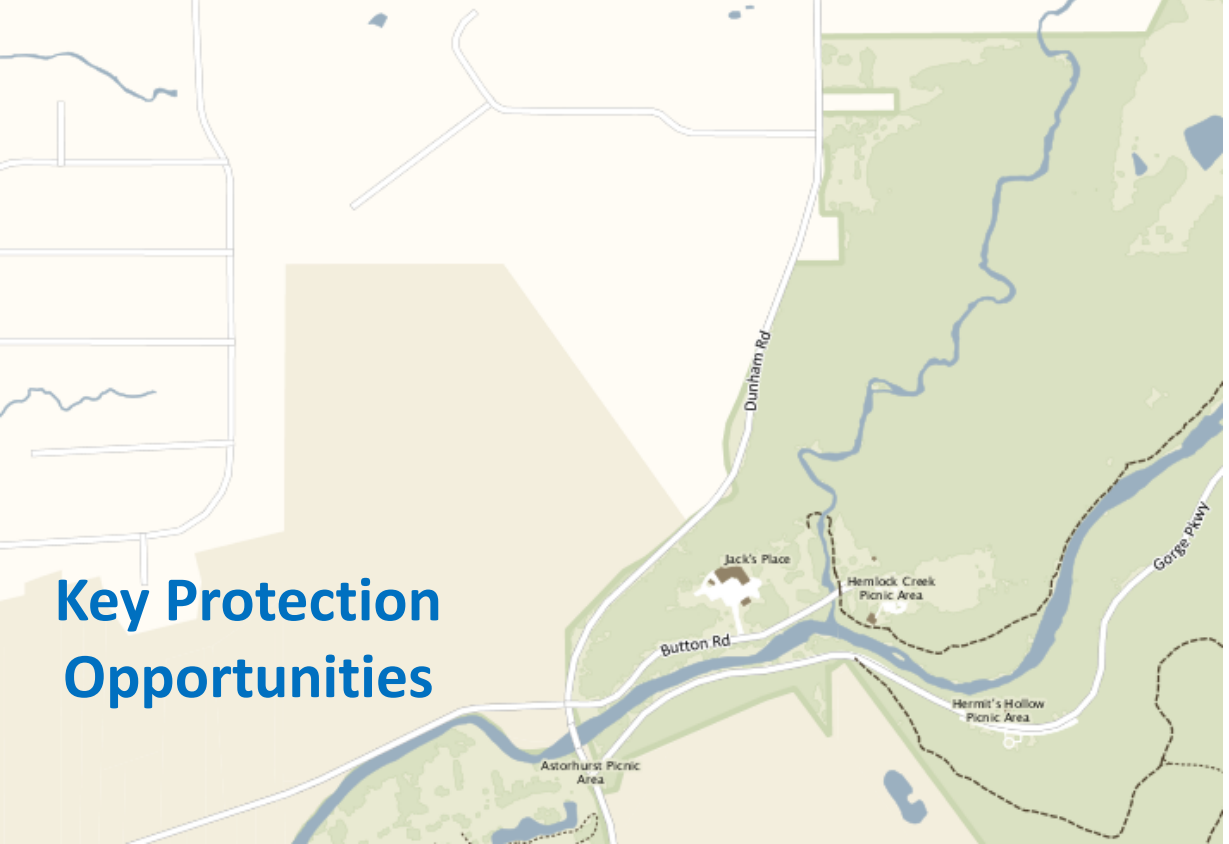 Dunham Rd
Gorge Pkwy
Jack's Place
Hemlock Creek
Picnic Area
Key Protection
Opportunities
Button Rd
Hermit's Hollow
Picnic Area
Astorhurst Picnic
Area